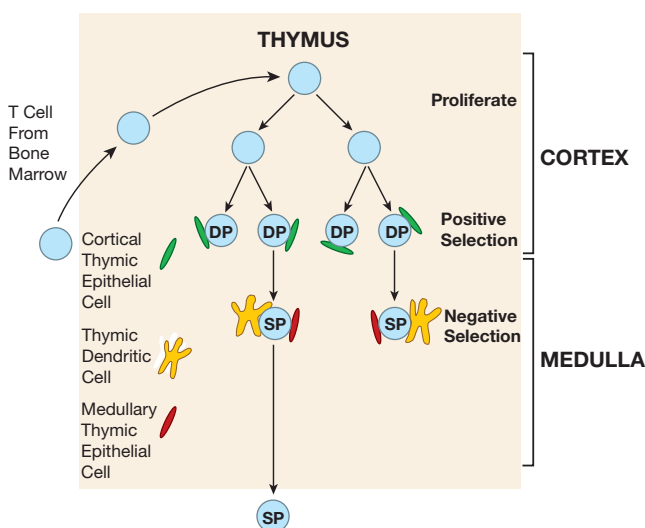 THYMUS
T Cell
From
Bone
Marrow
Proliferate
CORTEX
DP
DP
DP
DP
Positive
Selection
Cortical
Thymic
Epithelial
Cell
SP
SP
Negative
Selection
Thymic
Dendritic
Cell
MEDULLA
Medullary
Thymic
Epithelial
Cell
SP